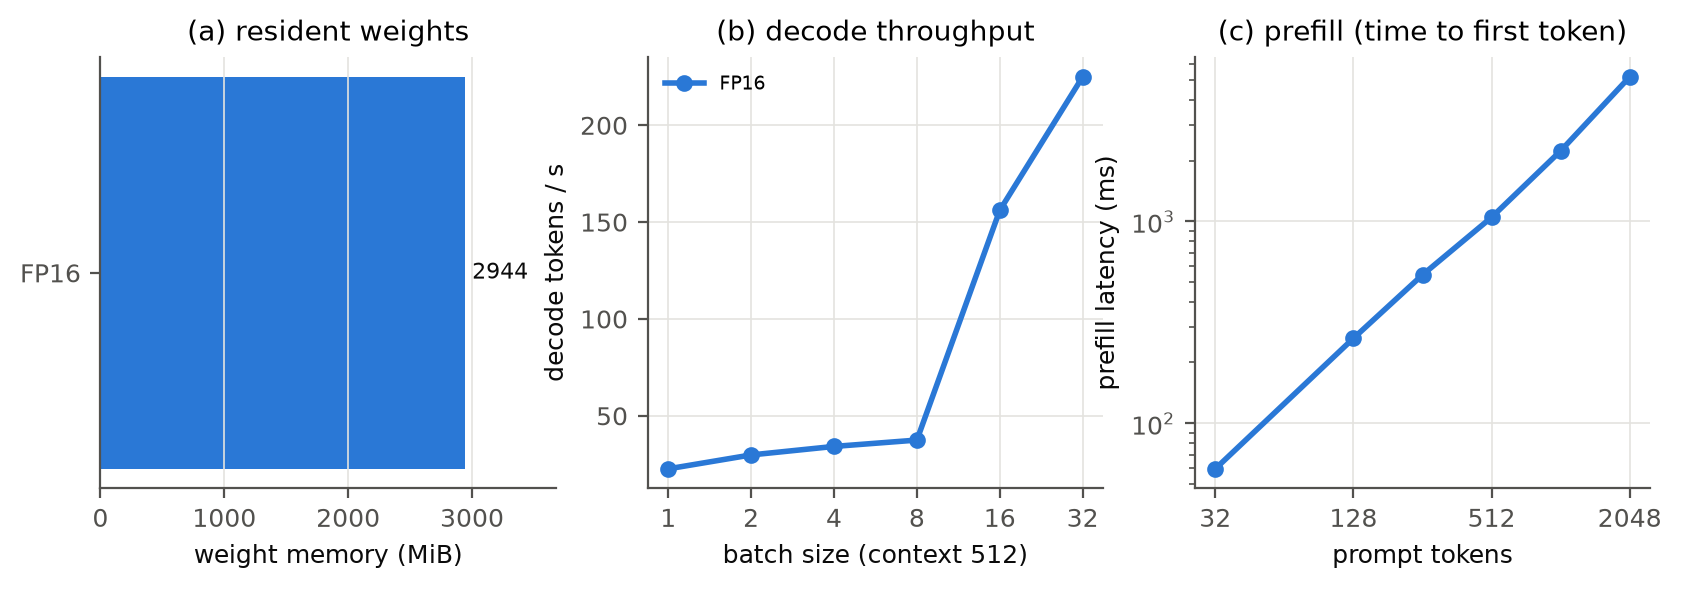 (a) resident weights
FP16
2944
0 1000 2000 3000
weight memory (MiB)
(b) decode throughput
FP16
decode tokens / s
200
150
100
50
1 2 4 8 16 32
batch size (context 512)
(c) prefill (time to first token)
prefill latency (ms)
10³
10²
32 128 512 2048
prompt tokens